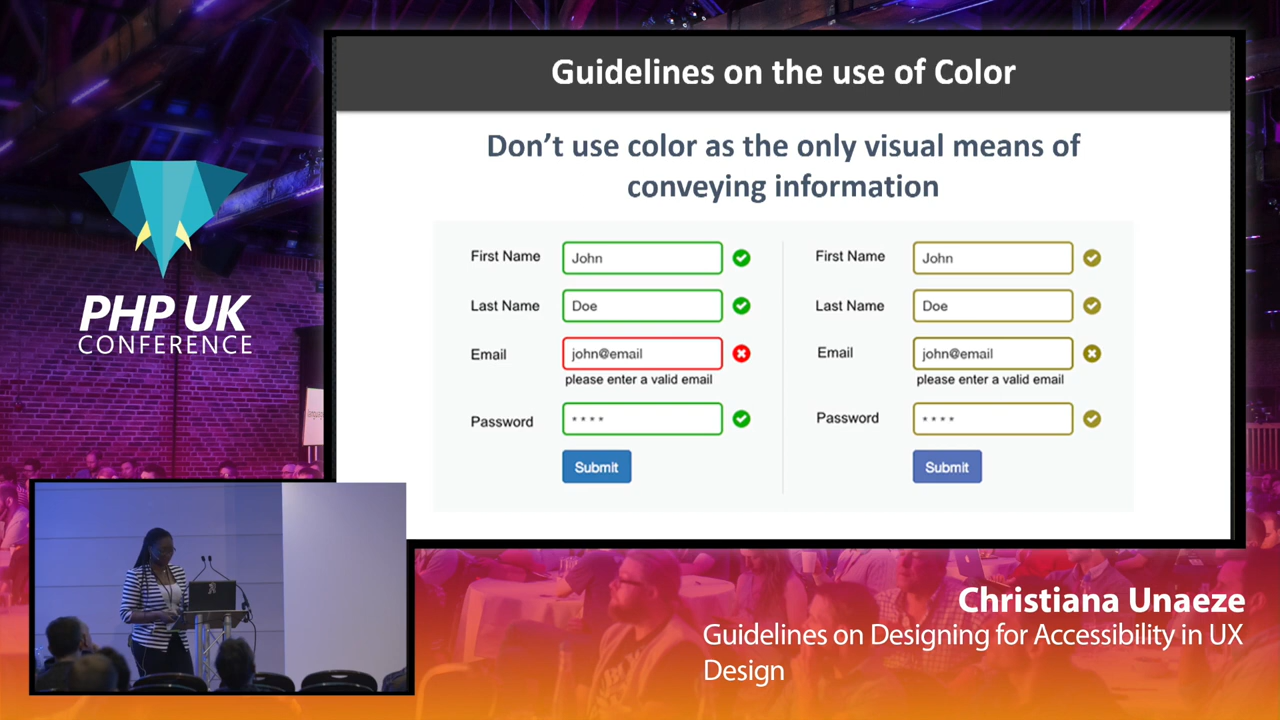 Guidelines on the use of Color
Don't use color as the only visual means of
conveying information
First Name
John
Last Name
Doe
Email
john@email
please enter a valid email
Password
* * * *
Submit
First Name
John
Last Name
Doe
Email
john@email
please enter a valid email
Password
* * * *
Submit
PHP UK
CONFERENCE
Christiana Unaeze
Guidelines on Designing for Accessibility in UX
Design